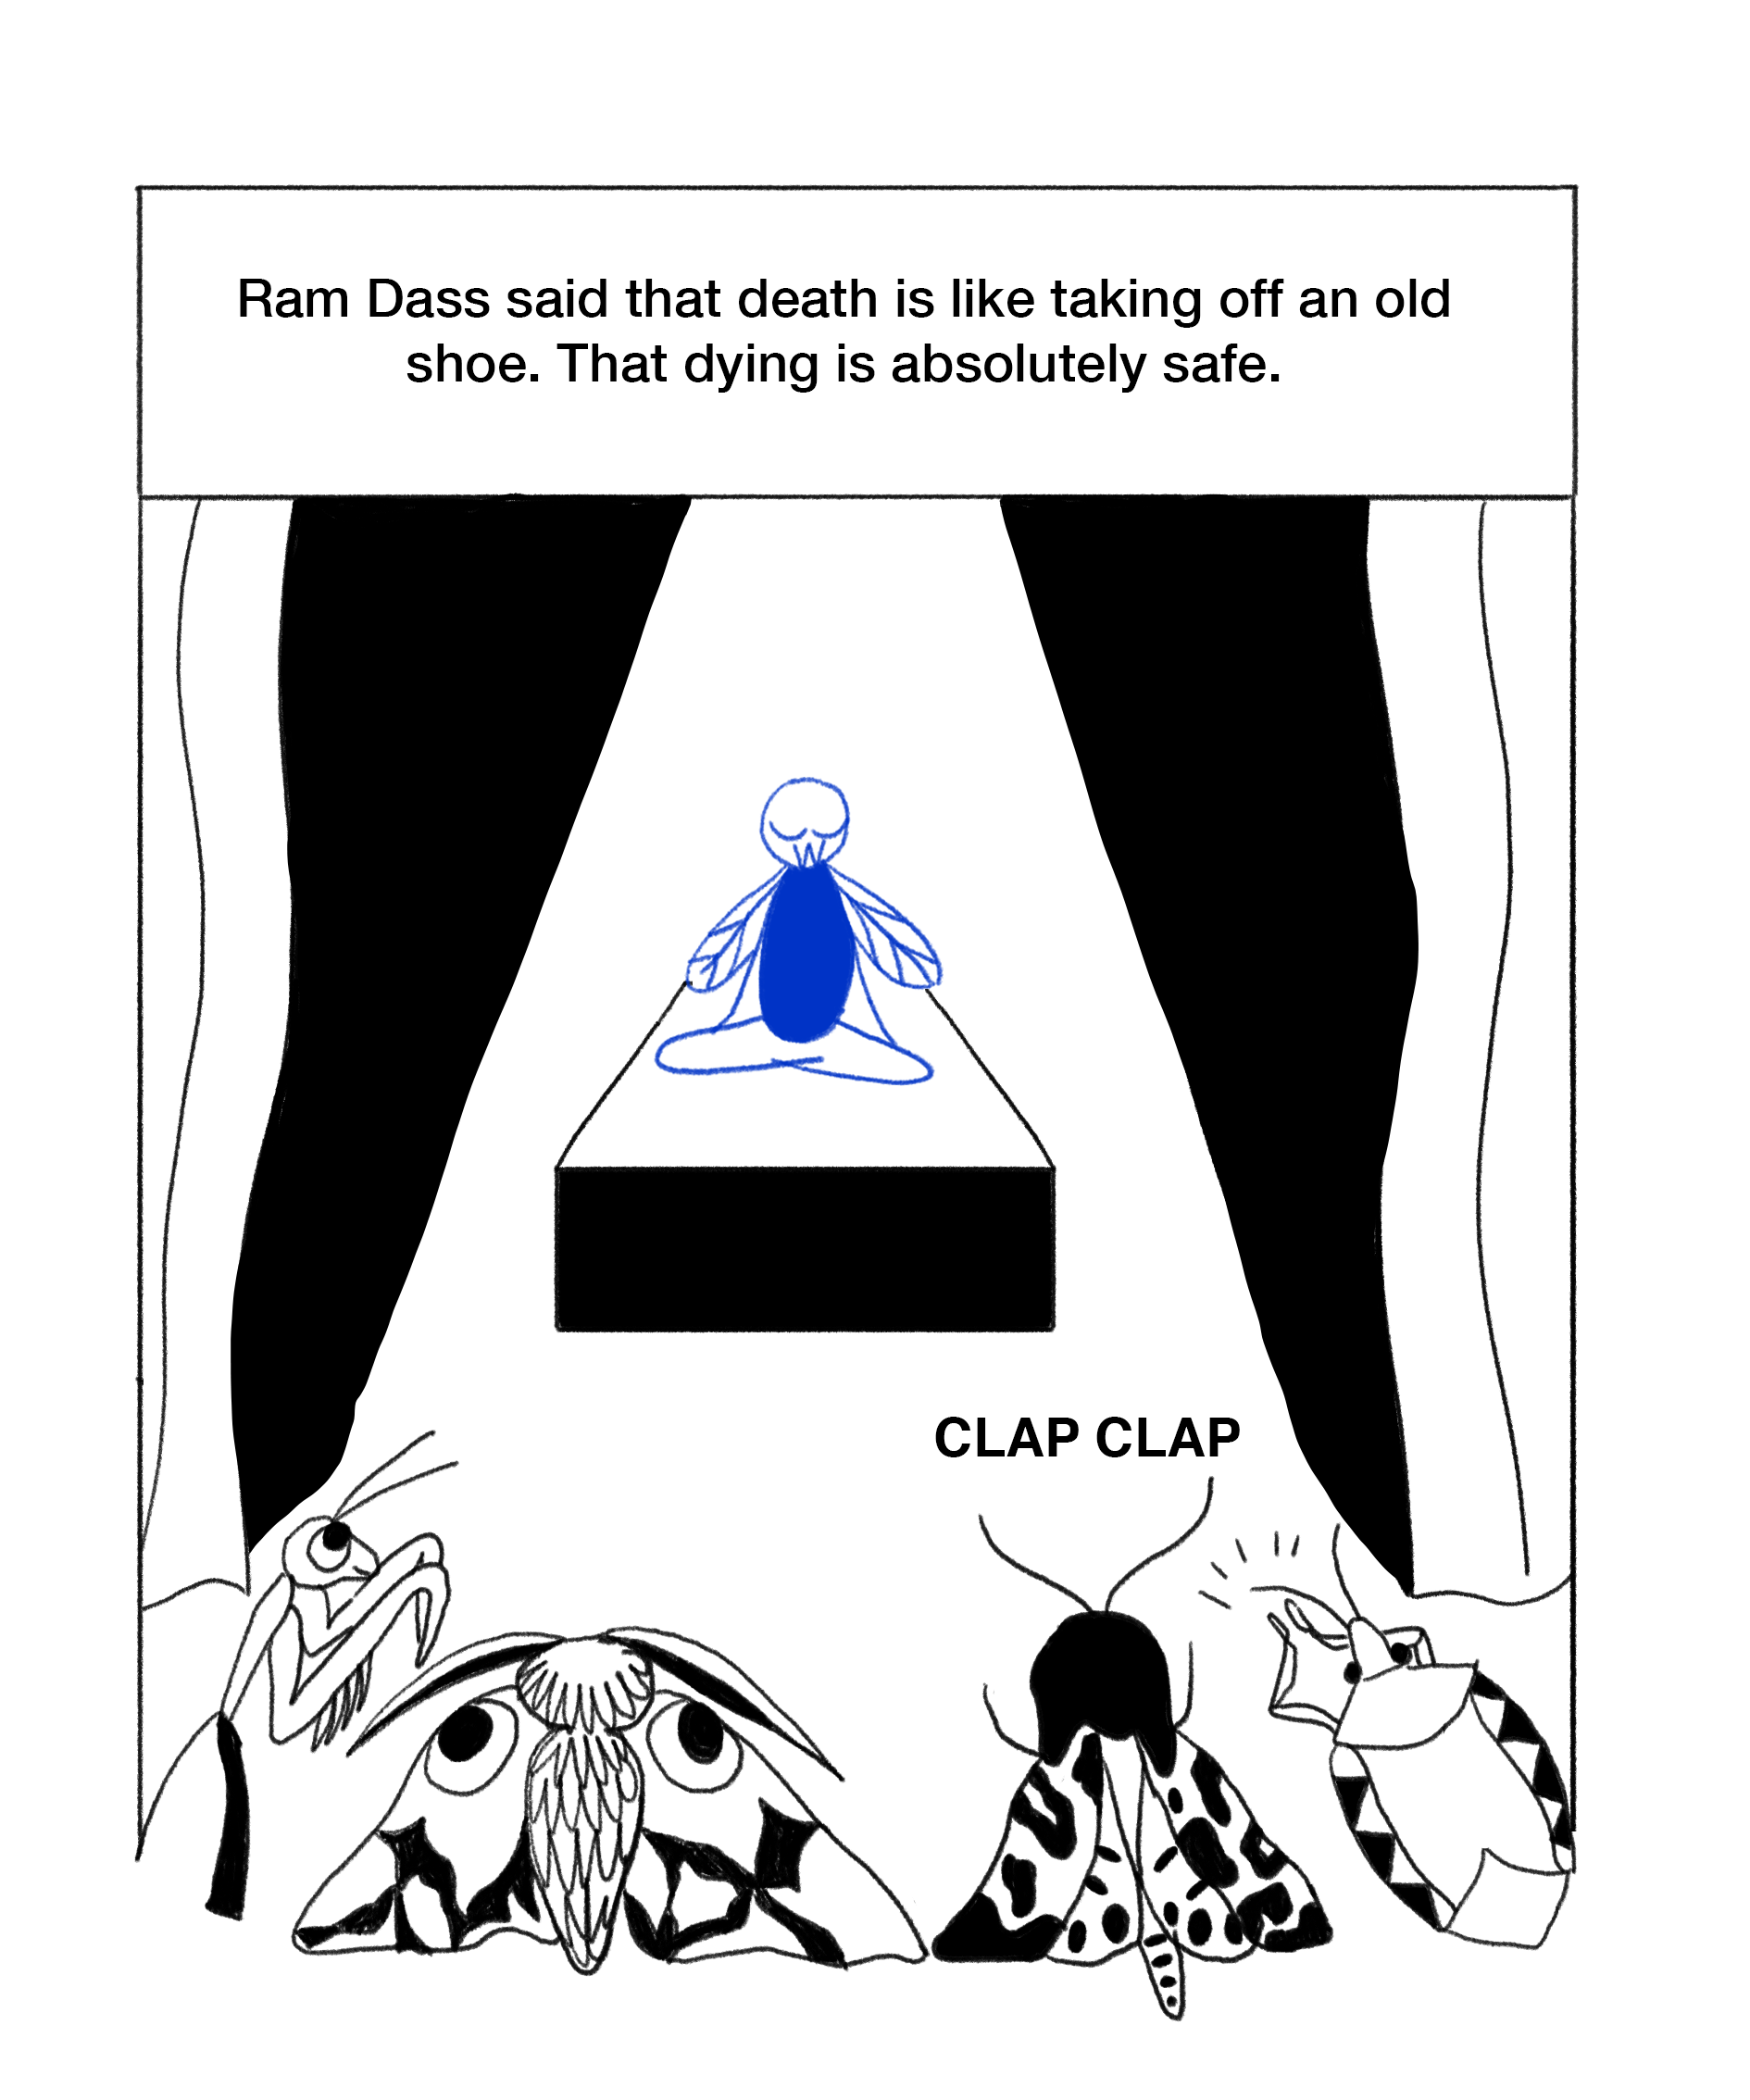 Ram Dass said that death is like taking off an old
shoe. That dying is absolutely safe.
CLAP CLAP